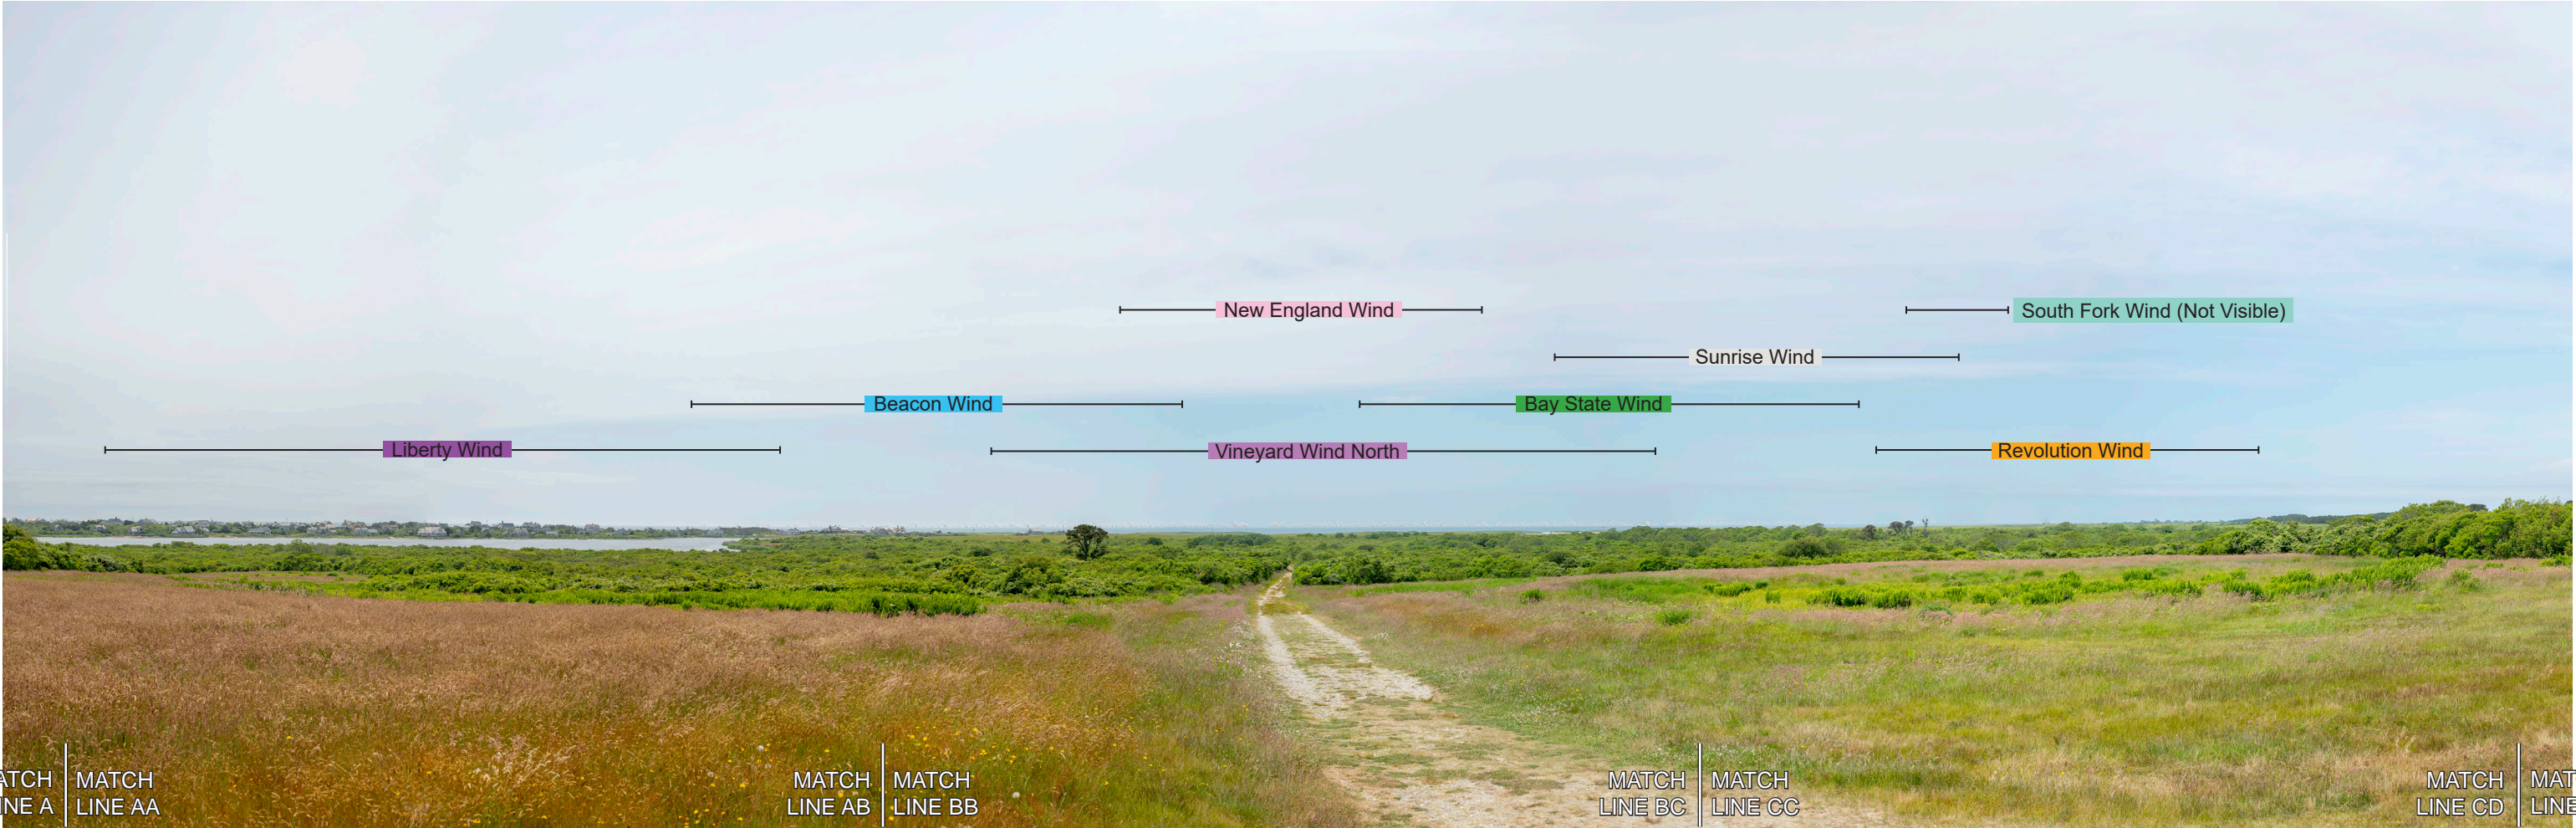 New England Wind
South Fork Wind (Not Visible)
Sunrise Wind
Beacon Wind
Bay State Wind
Liberty Wind
Vineyard Wind North
Revolution Wind
ATCH
INE A
MATCH
LINE AA
MATCH
LINE AB
MATCH
LINE BB
MATCH
LINE BC
MATCH
LINE CC
MATCH
LINE CD
MAT
LINE